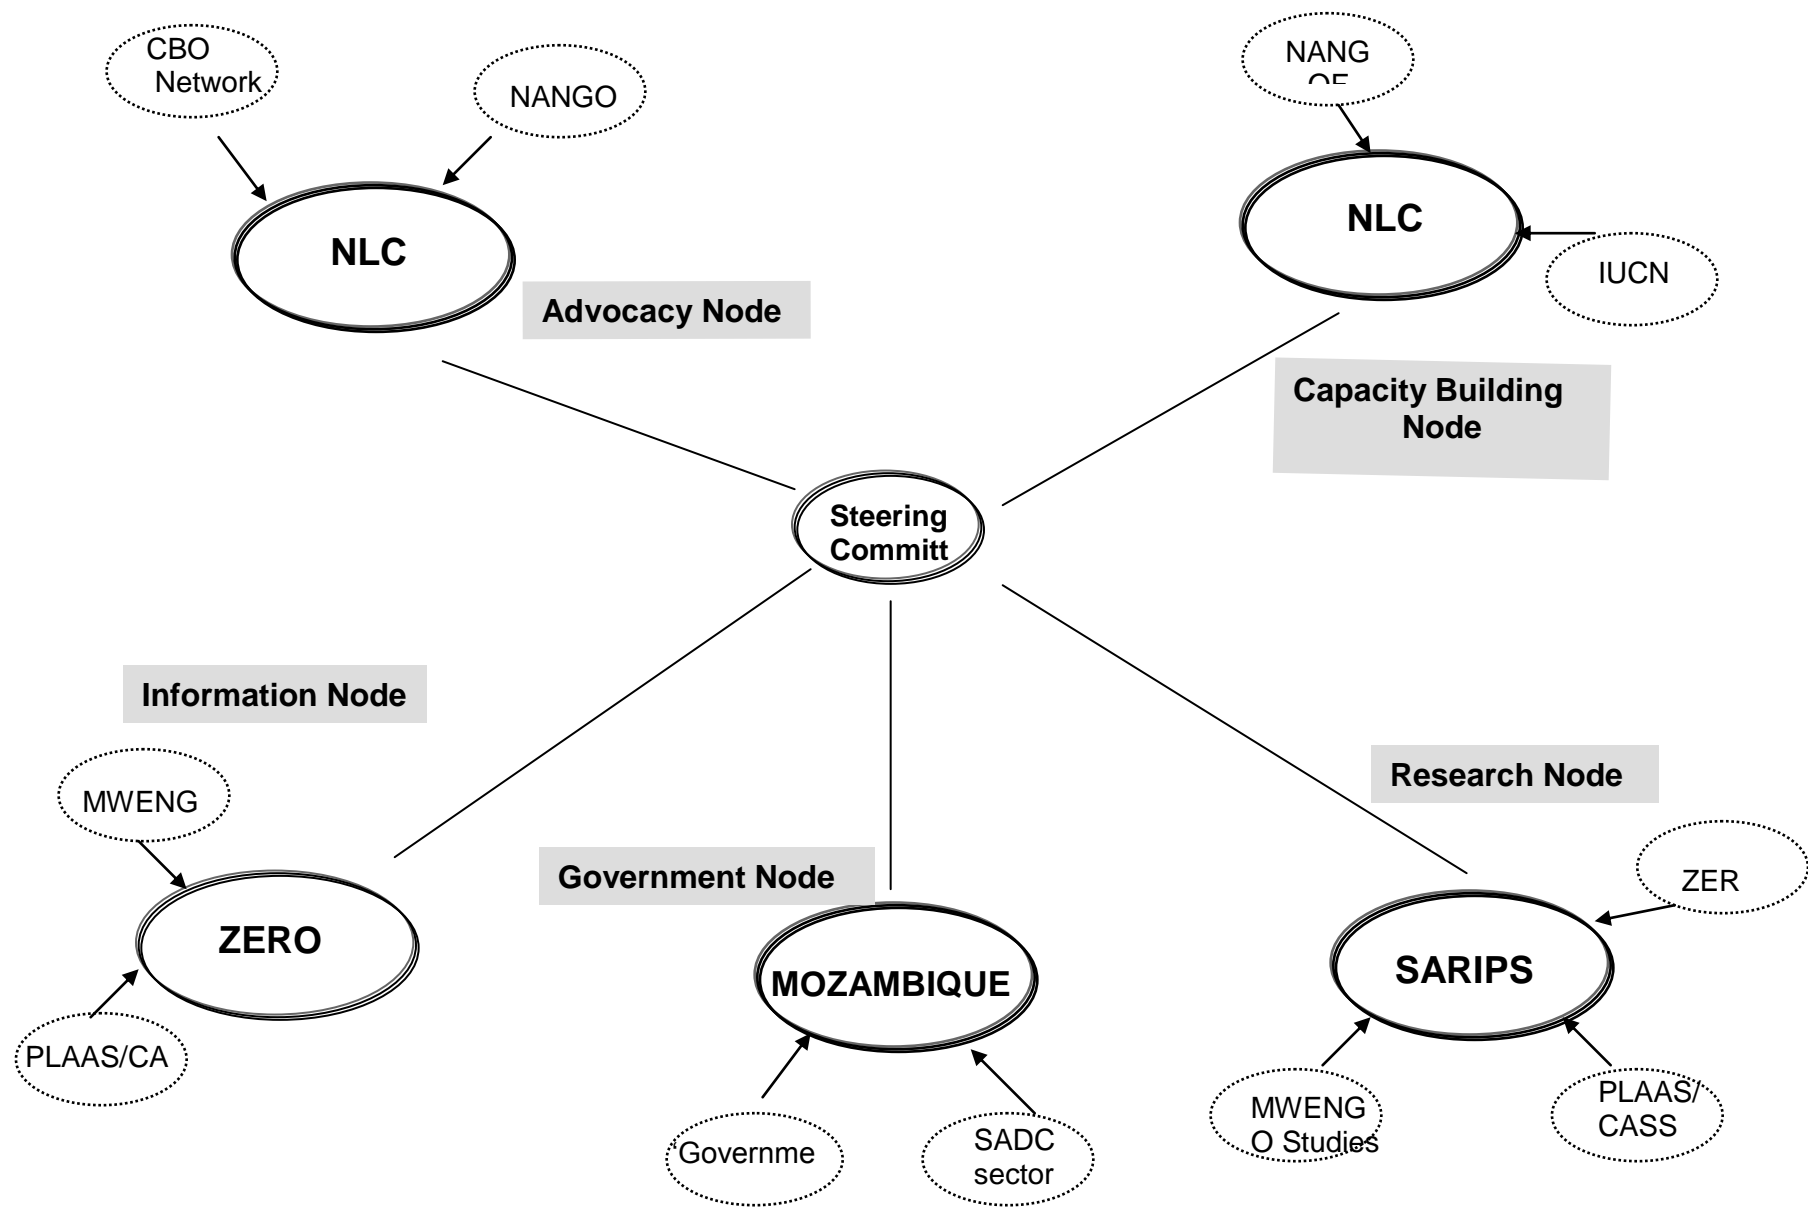 CBO
Network
NANGO
NLC
Advocacy Node
NANG
NLC
IUCN
Capacity Building
Node
Steering
Committ
Information Node
MWENG
ZERO
PLAAS/CA
Government Node
MOZAMBIQUE
Governme
SADC
sector
Research Node
ZER
SARIPS
MWENG
O Studies
PLAAS/
CASS